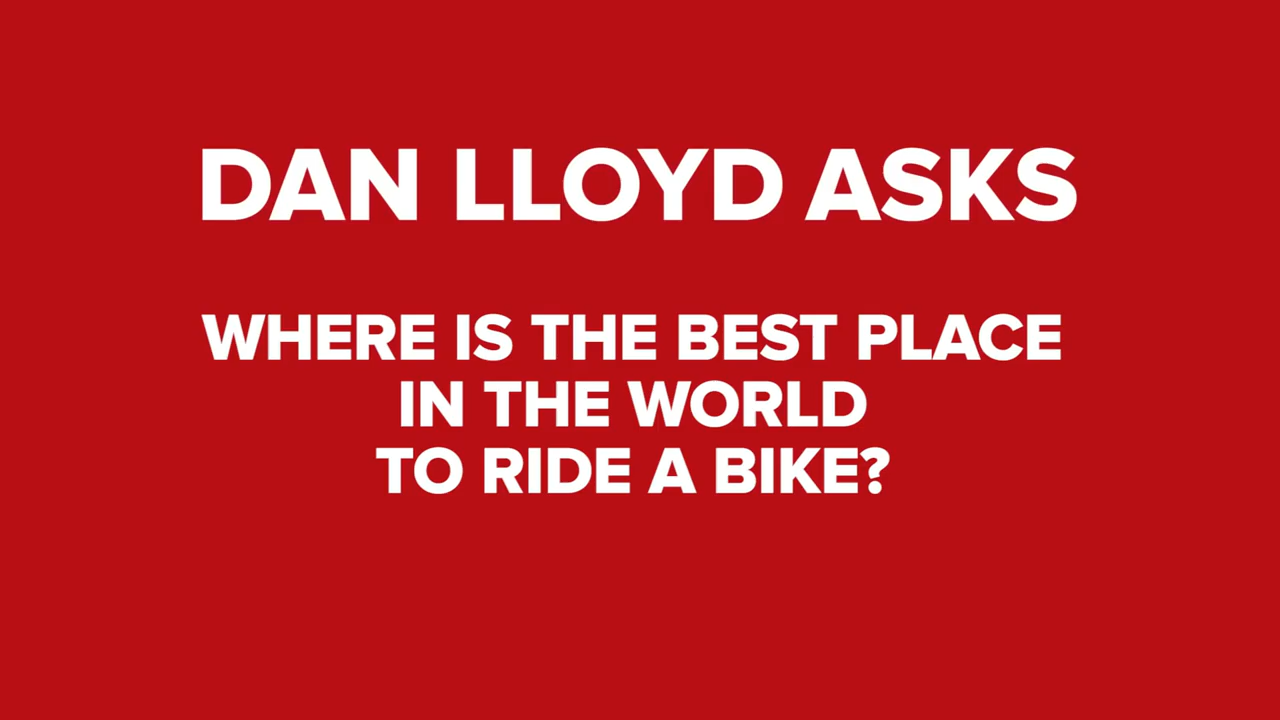 DAN LLOYD ASKS
WHERE IS THE BEST PLACE
IN THE WORLD
TO RIDE A BIKE?